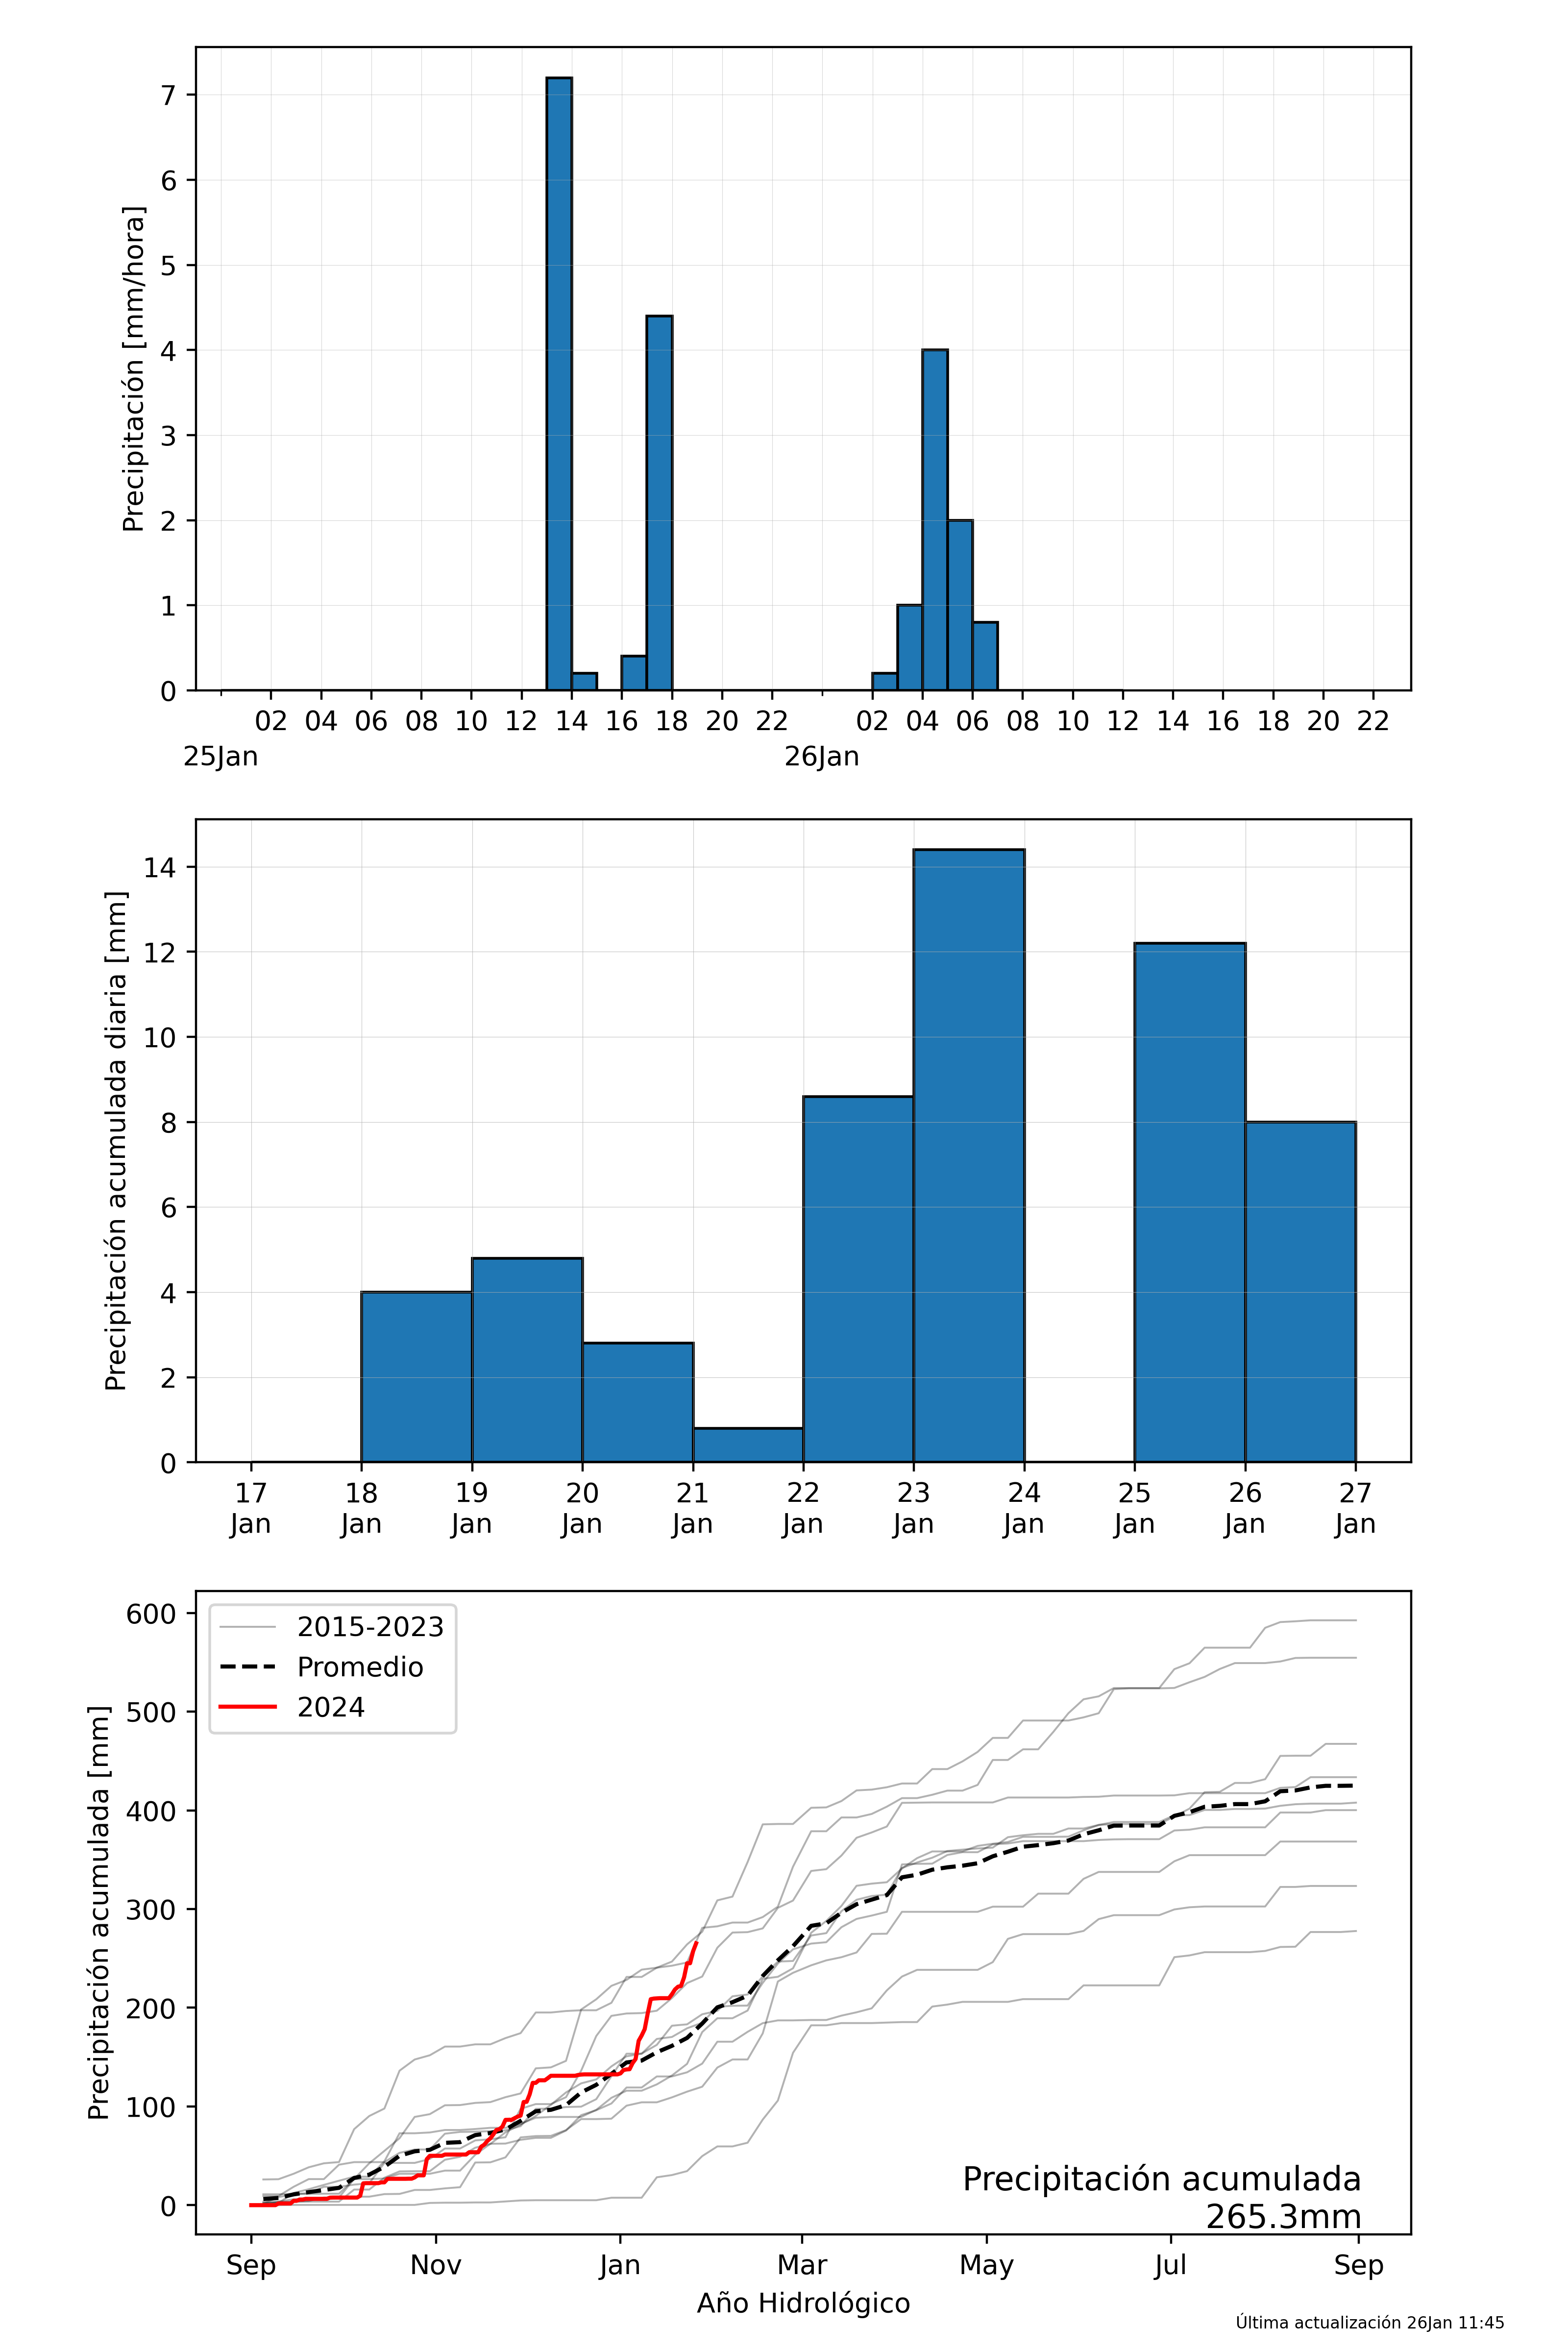 7
6
5
4
3
2
1
0
Precipitación [mm/hora]
02 04 06 08 10 12 14 16 18 20 22 02 04 06 08 10 12 14 16 18 20 22
25Jan 26Jan
14
12
10
8
6
4
2
0
Precipitación acumulada diaria [mm]
17 18 19 20 21 22 23 24 25 26 27
Jan Jan Jan Jan Jan Jan Jan Jan Jan Jan Jan
600
500
400
300
200
100
0
Precipitación acumulada [mm]
2015-2023
Promedio
2024
Precipitación acumulada
265.3mm
Sep Nov Jan Mar May Jul Sep
Año Hidrológico
Última actualización 26Jan 11:45